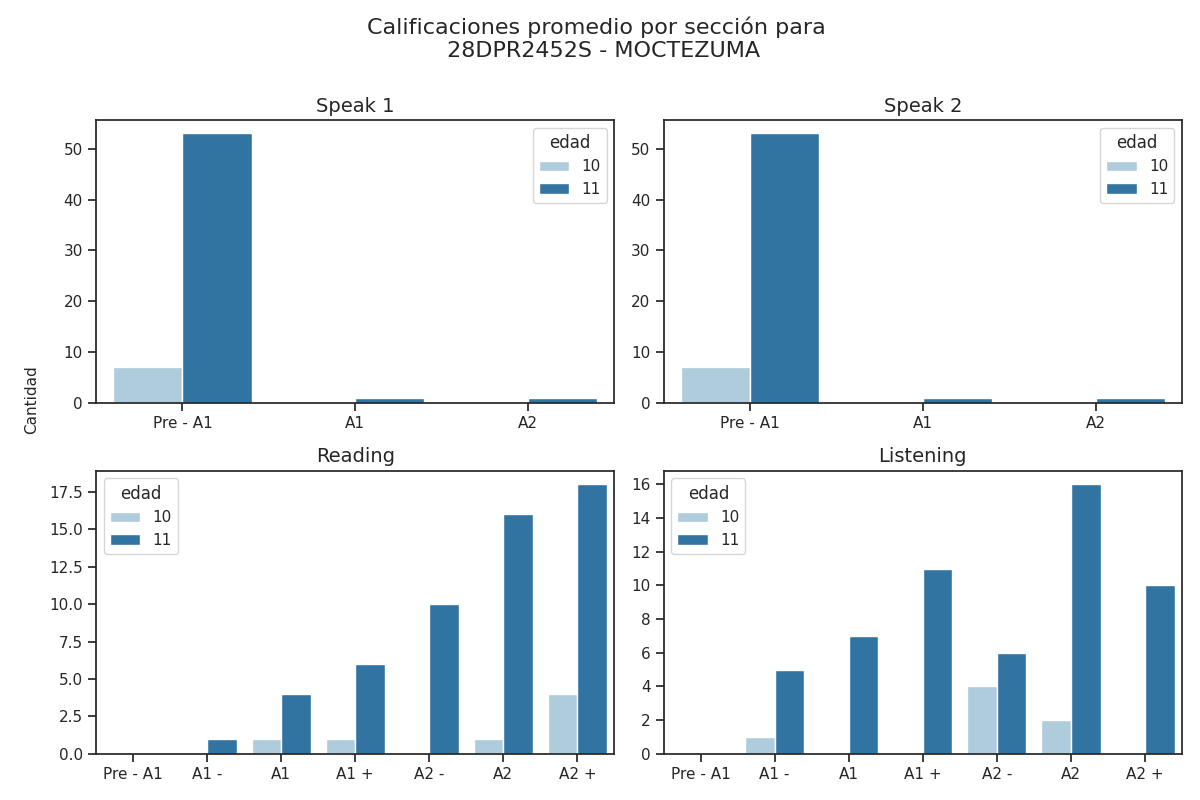 Calificaciones promedio por sección para
28DPR2452S - MOCTEZUMA
Cantidad
Speak 1
50
40
30
20
10
0
Pre - A1
A1
A2
edad
10
11
Speak 2
50
40
30
20
10
0
Pre - A1
A1
A2
edad
10
11
Reading
17.5
15.0
12.5
10.0
7.5
5.0
2.5
0.0
Pre - A1
A1 -
A1
A1 +
A2 -
A2
A2 +
edad
10
11
Listening
16
14
12
10
8
6
4
2
0
Pre - A1
A1 -
A1
A1 +
A2 -
A2
A2 +
edad
10
11